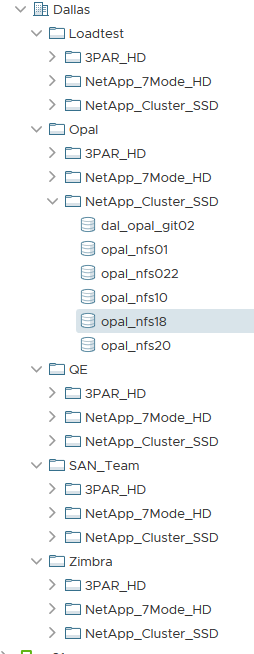 Dallas
Loadtest
3PAR_HD
NetApp_7Mode_HD
NetApp_Cluster_SSD
Opal
3PAR_HD
NetApp_7Mode_HD
NetApp_Cluster_SSD
dal_opal_git02
opal_nfs01
opal_nfs022
opal_nfs10
opal_nfs18
opal_nfs20
QE
3PAR_HD
NetApp_7Mode_HD
NetApp_Cluster_SSD
SAN_Team
3PAR_HD
NetApp_7Mode_HD
NetApp_Cluster_SSD
Zimbra
3PAR_HD
NetApp_7Mode_HD
NetApp_Cluster_SSD